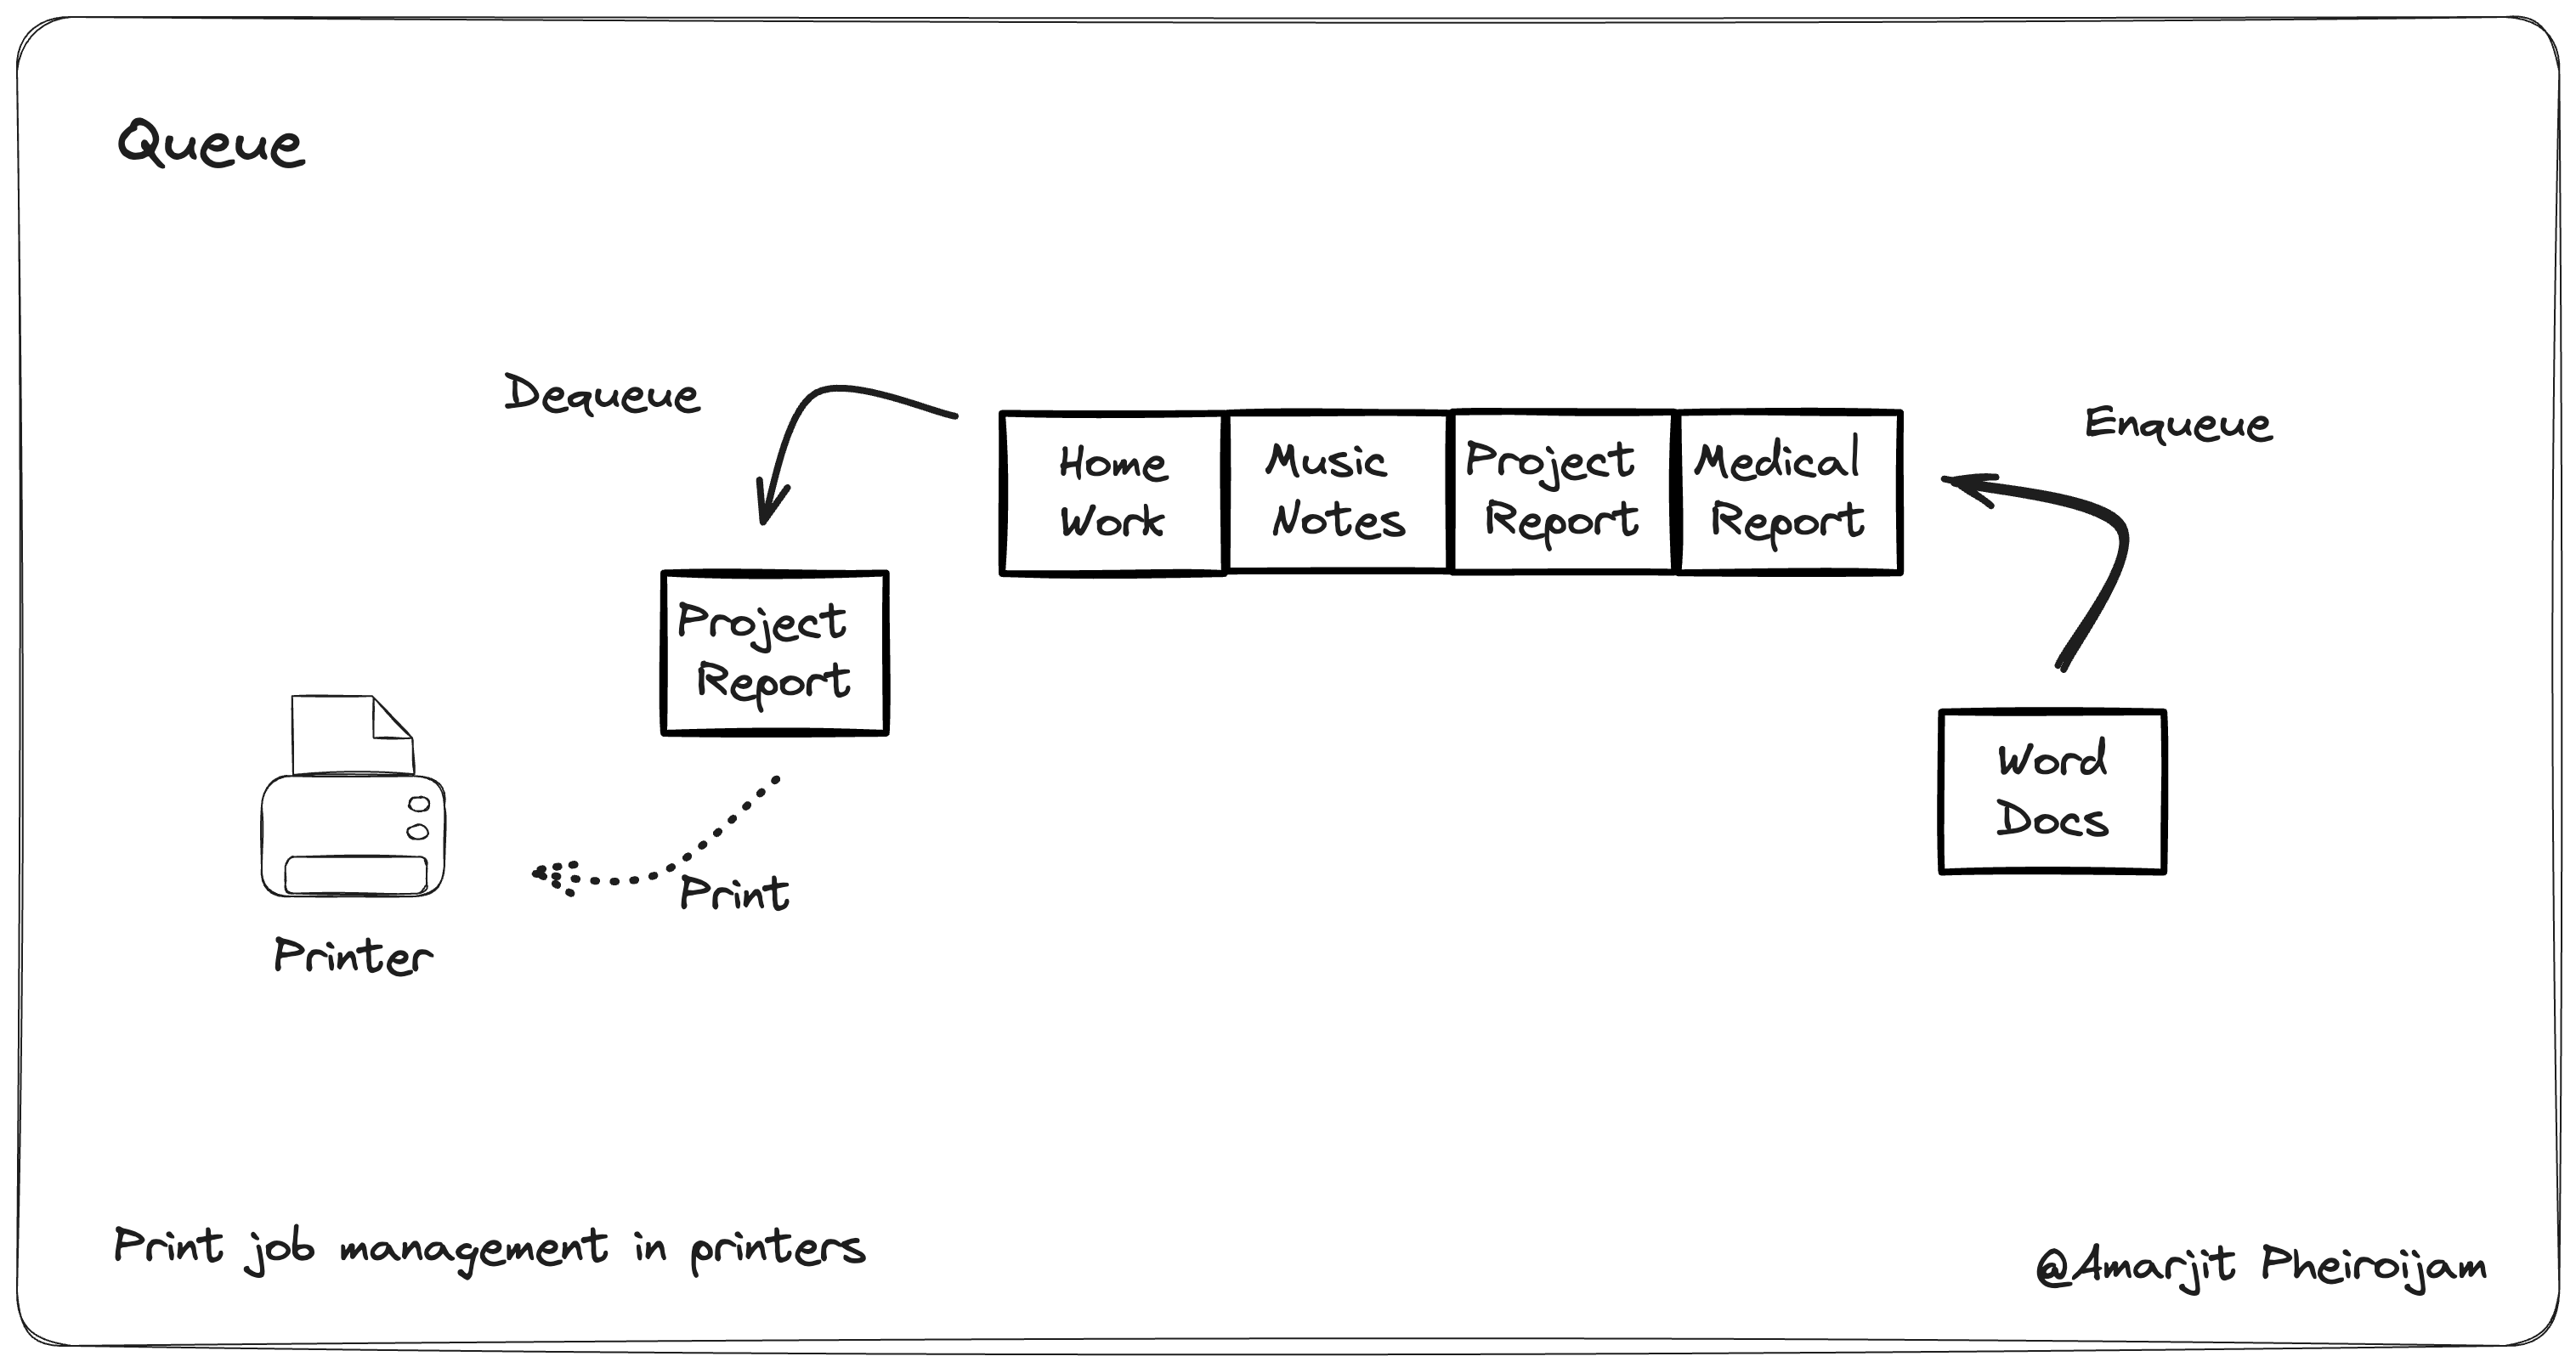 Queue
Dequeue
Enqueue
Home
Work
Music
Notes
Project
Report
Medical
Report
Project
Report
Word
Docs
Print
Printer
Print job management in printers
@Amarjit Pheiroijam